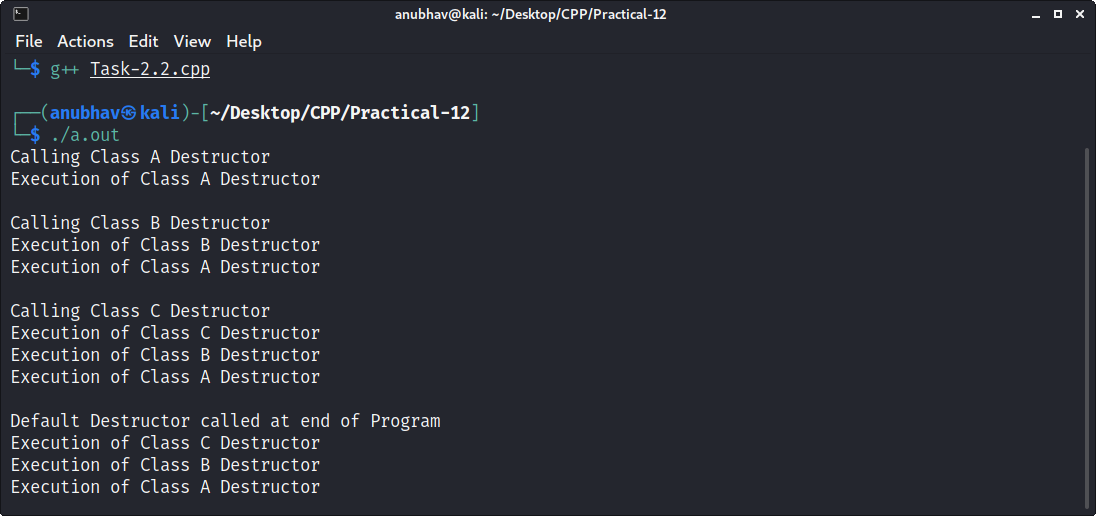 anubhav@kali: ~/Desktop/CPP/Practical-12
File Actions Edit View Help
└─$ g++ Task-2.2.cpp
┌──(anubhav㉿kali)-[~/Desktop/CPP/Practical-12]
└─$ ./a.out
Calling Class A Destructor
Execution of Class A Destructor
Calling Class B Destructor
Execution of Class B Destructor
Execution of Class A Destructor
Calling Class C Destructor
Execution of Class C Destructor
Execution of Class B Destructor
Execution of Class A Destructor
Default Destructor called at end of Program
Execution of Class C Destructor
Execution of Class B Destructor
Execution of Class A Destructor